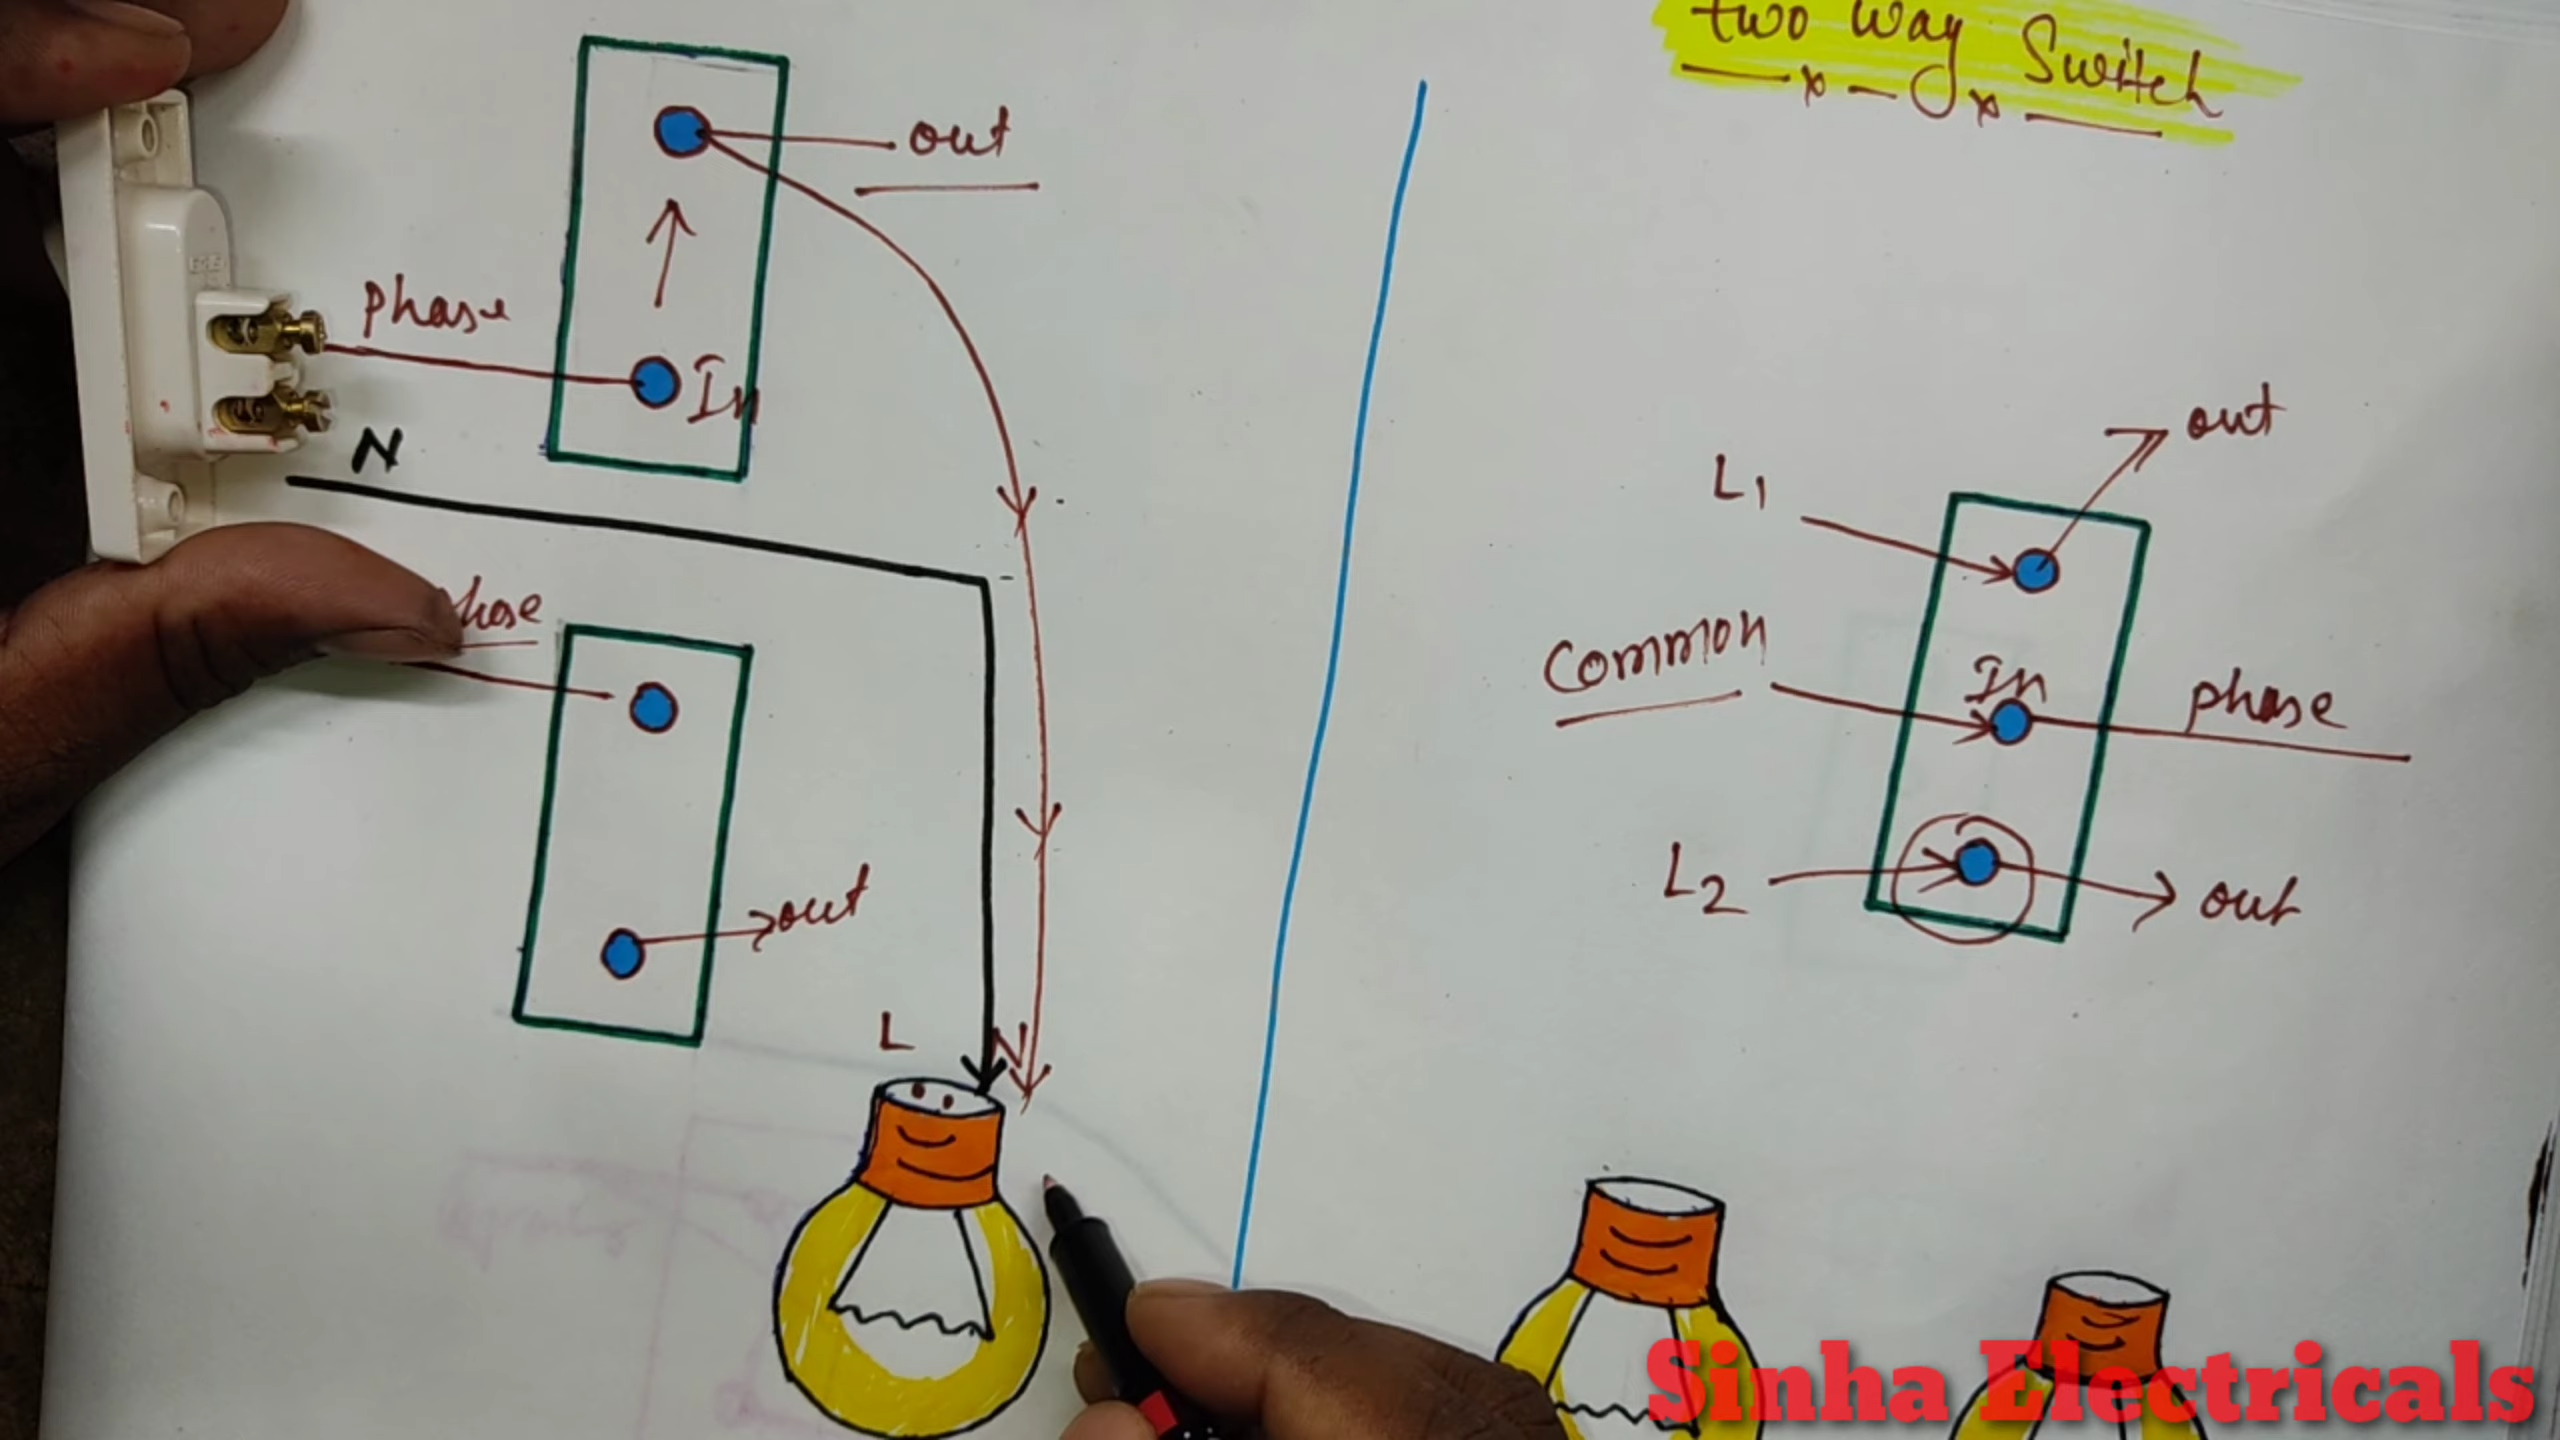 two way Switch
out
phase
In
N
hase
out
L N
out
L1
Common
In
phase
L2
out
Sinha Electricals